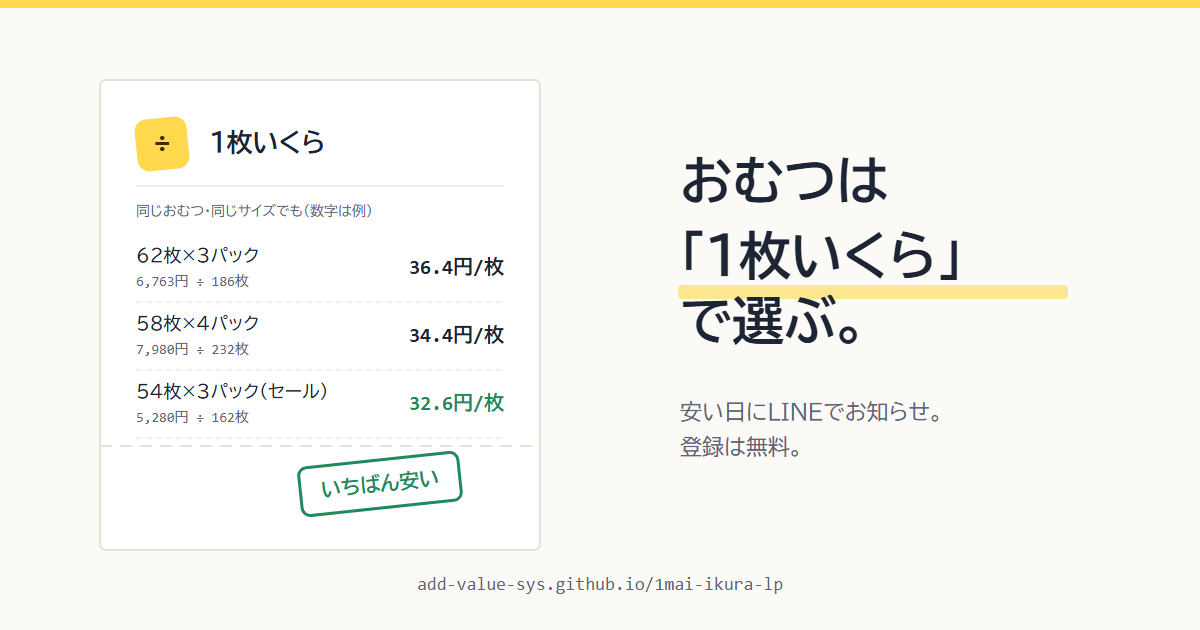 ÷ 1枚いくら
同じおむつ・同じサイズでも(数字は例)
62枚×3パック
6,763円 ÷ 186枚
36.4円/枚
58枚×4パック
7,980円 ÷ 232枚
34.4円/枚
54枚×3パック(セール)
5,280円 ÷ 162枚
32.6円/枚
いちばん安い
おむつは
「1枚いくら」
で選ぶ。
安い日にLINEでお知らせ。
登録は無料。
add-value-sys.github.io/1mai-ikura-lp